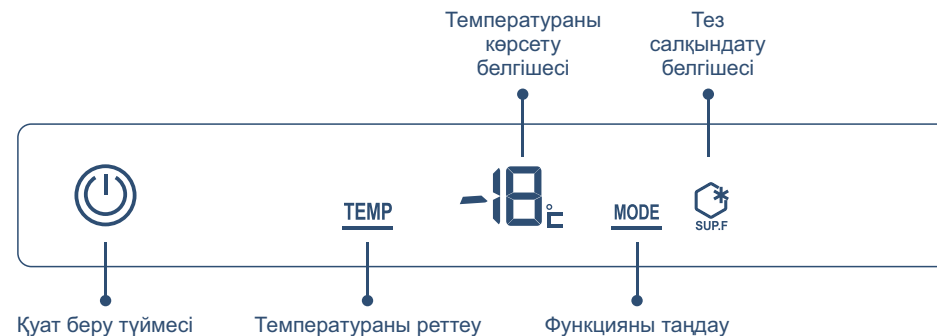 Температураны
көрсету
белгішесі
Тез
салқындату
белгішесі
TEMP
-18°C
MODE
SUP.F
Қуат беру түймесі
Температураны реттеу
Функцияны таңдау